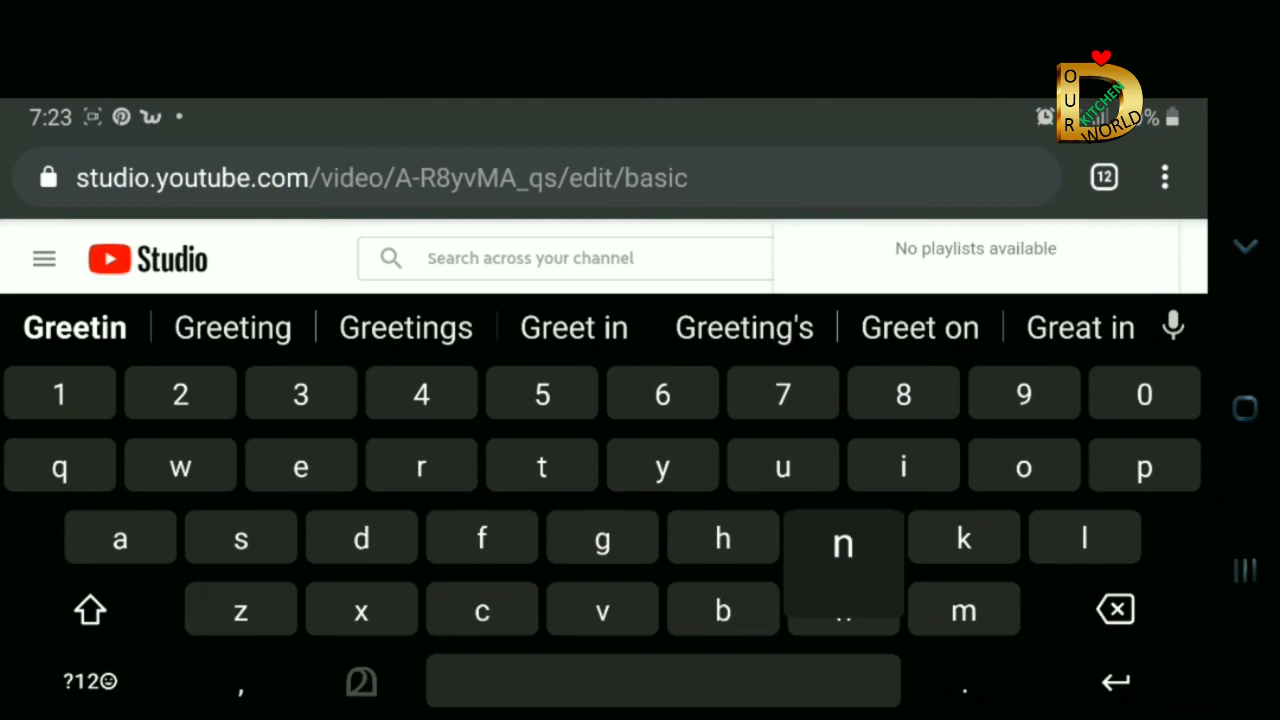 OUR
KITCHEN
WORLD
7:23
%
studio.youtube.com/video/A-R8yvMA_qs/edit/basic
12
Studio
Search across your channel
No playlists available
Greetin Greeting Greetings Greet in Greeting's Greet on Great in
1 2 3 4 5 6 7 8 9 0
q w e r t y u i o p
a s d f g h n k l
z x c v b m
?12☺ , മ .